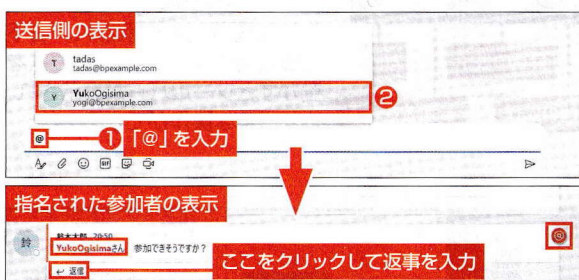 送信側の表示
T
tadas
tadas@bpexample.com
Y
YukoOgisima
yogi@bpexample.com
❷
@
❶「@」を入力
GIF
指名された参加者の表示
鈴
鈴木太郎 20:50
@
YukoOgisimaさん 参加できそうですか?
↩ 返信
ここをクリックして返事を入力